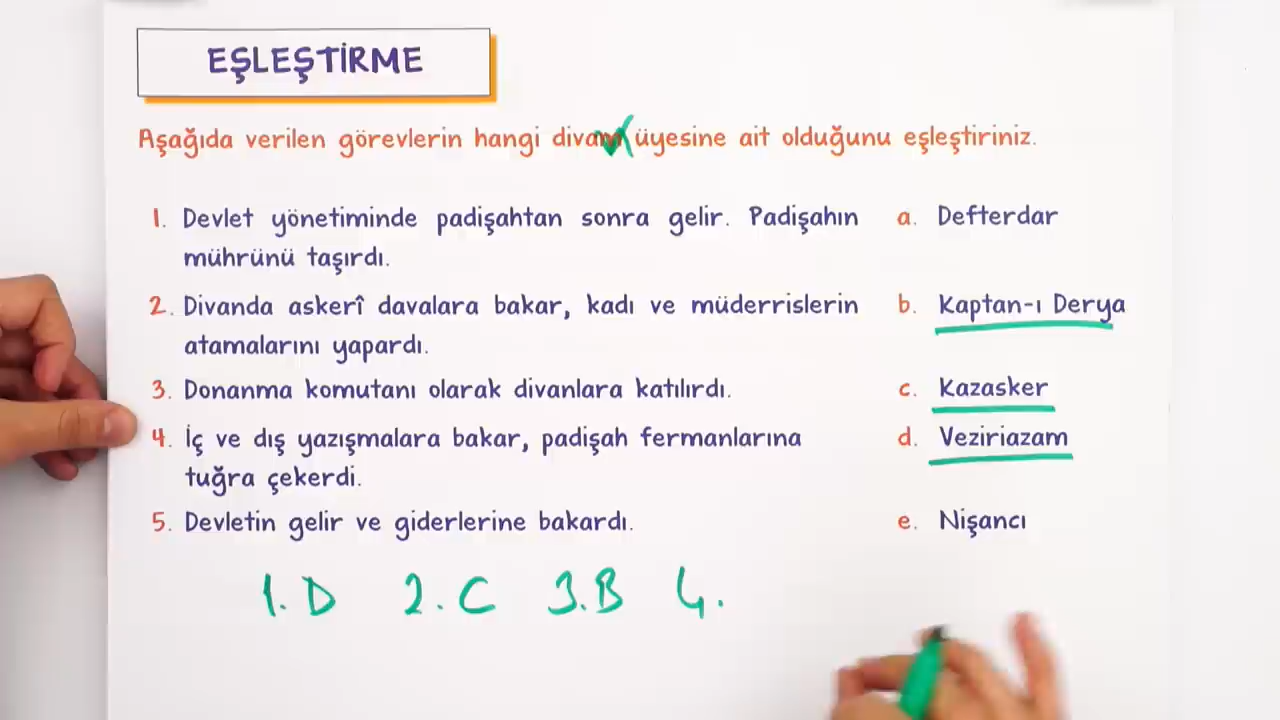 EŞLEŞTİRME
Aşağıda verilen görevlerin hangi divan üyesine ait olduğunu eşleştiriniz.
1. Devlet yönetiminde padişahtan sonra gelir. Padişahın a. Defterdar
mührünü taşırdı.
2. Divanda askerî davalara bakar, kadı ve müderrislerin b. Kaptan-ı Derya
atamalarını yapardı.
3. Donanma komutanı olarak divanlara katılırdı. c. Kazasker
4. İç ve dış yazışmalara bakar, padişah fermanlarına d. Veziriazam
tuğra çekerdi.
5. Devletin gelir ve giderlerine bakardı. e. Nişancı
1. D 2. C 3. B 4.